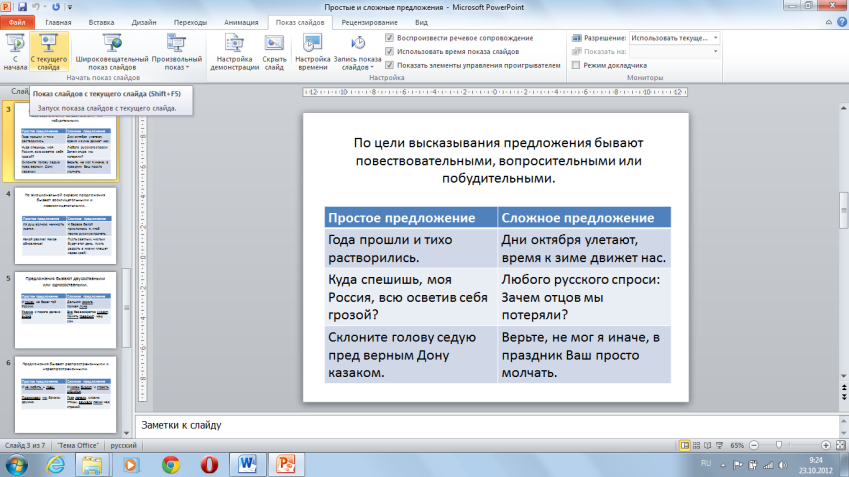 Простые и сложные предложения - Microsoft PowerPoint
Файл Главная Вставка Дизайн Переходы Анимация Показ слайдов Рецензирование Вид
С начала
С текущего слайда
Широковещательный показ слайдов
Произвольный показ
Настройка демонстрации
Скрыть слайд
Настройка времени
Запись показа слайдов
Воспроизвести речевое сопровождение
Использовать время показа слайдов
Показать элементы управления проигрывателем
Разрешение: Использовать текуще...
Показать на:
Режим докладчика
Начать показ слайдов Настройка Мониторы
Показ слайдов с текущего слайда (Shift+F5)
Запуск показа слайдов с текущего слайда.
3
4
5
Предложения бывают двусоставными
или односоставными.
6
По цели высказывания предложения бывают
повествовательными, вопросительными или
побудительными.
Простое предложение Сложное предложение
Года прошли и тихо
растворились.
Дни октября улетают,
время к зиме движет нас.
Куда спешишь, моя
Россия, всю осветив себя
грозой?
Любого русского спроси:
Зачем отцов мы
потеряли?
Склоните голову седую
пред верным Дону
казаком.
Верьте, не мог я иначе, в
праздник Ваш просто
молчать.
Заметки к слайду
Слайд 3 из 7 "Тема Office" русский 65%
RU 9:24
23.10.2012